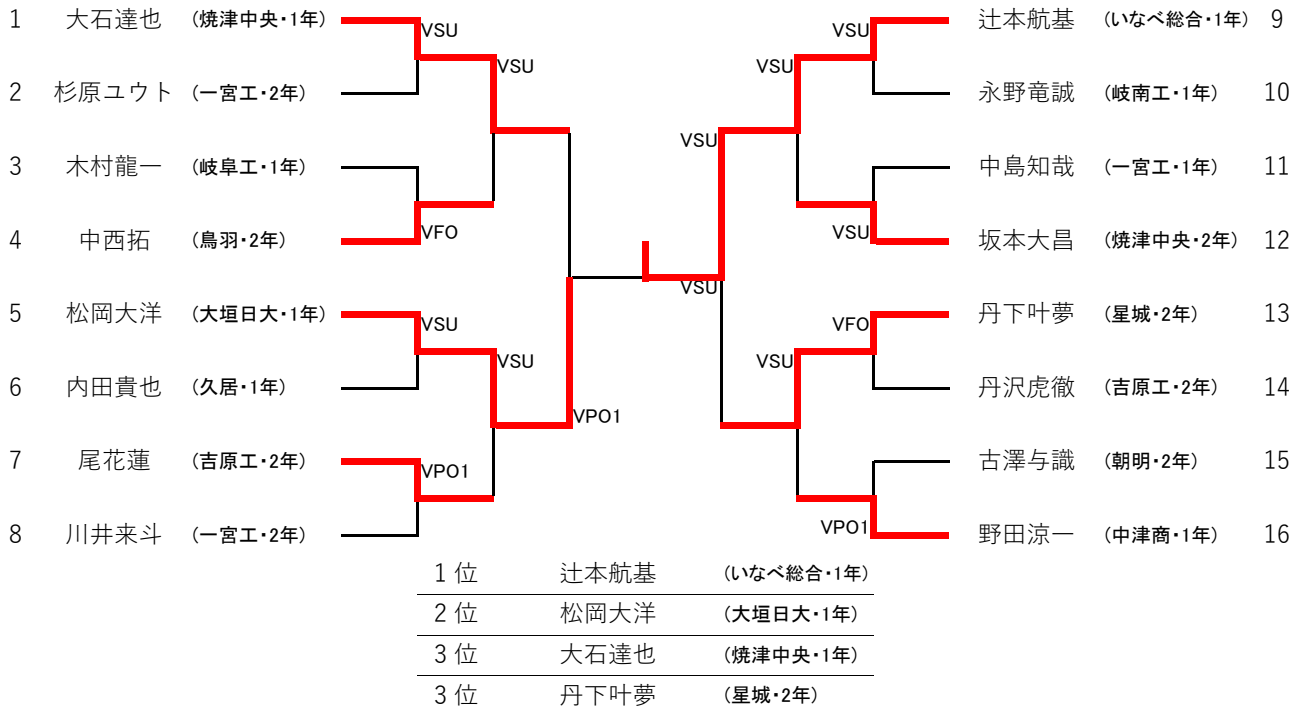 1 大石達也 (焼津中央・1年) VSU VSU 辻本航基 (いなべ総合・1年) 9
VSU VSU
2 杉原ユウト (一宮工・2年) 永野竜誠 (岐南工・1年) 10
VSU
3 木村龍一 (岐阜工・1年) 中島知哉 (一宮工・1年) 11
4 中西拓 (鳥羽・2年) VFO VSU 坂本大昌 (焼津中央・2年) 12
VSU
5 松岡大洋 (大垣日大・1年) VSU VFO 丹下叶夢 (星城・2年) 13
VSU VSU
6 内田貴也 (久居・1年) 丹沢虎徹 (吉原工・2年) 14
VPO1
7 尾花蓮 (吉原工・2年) VPO1 古澤与識 (朝明・2年) 15
8 川井来斗 (一宮工・2年) VPO1 野田涼一 (中津商・1年) 16
1位 辻本航基 (いなべ総合・1年)
2位 松岡大洋 (大垣日大・1年)
3位 大石達也 (焼津中央・1年)
3位 丹下叶夢 (星城・2年)